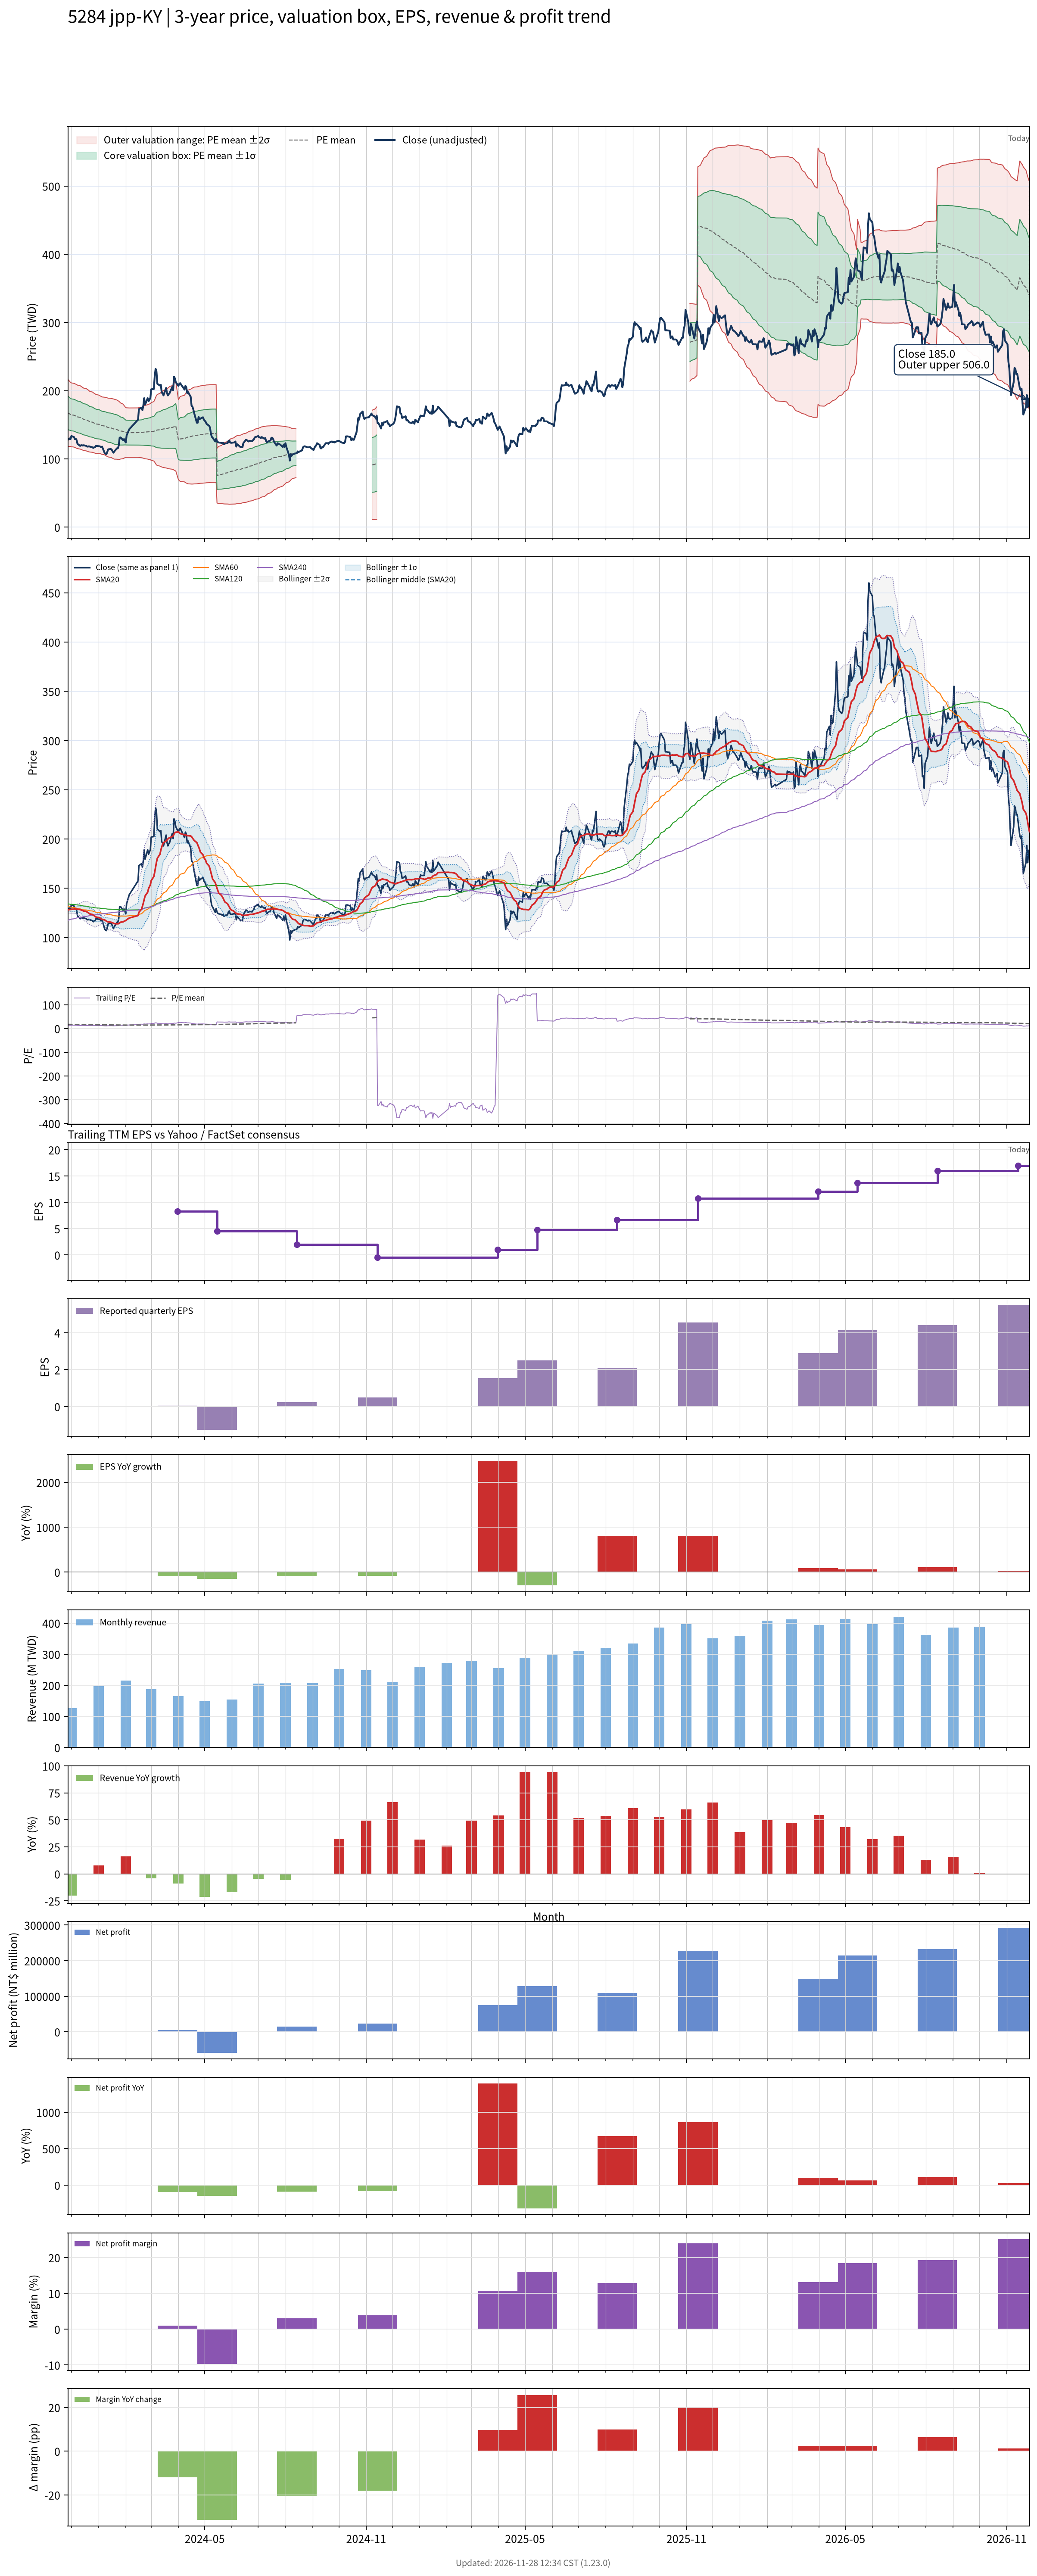 5284 jpp-KY | 3-year price, valuation box, EPS, revenue & profit trend
Outer valuation range: PE mean ±2σ
Core valuation box: PE mean ±1σ
PE mean
Close (unadjusted)
Today
500
400
300
200
100
0
Price (TWD)
Close 185.0
Outer upper 506.0
Close (same as panel 1)
SMA20
SMA60
SMA120
SMA240
Bollinger ±2σ
Bollinger ±1σ
Bollinger middle (SMA20)
450
400
350
300
250
200
150
100
Price
Trailing P/E
P/E mean
100
0
-100
-200
-300
-400
P/E
Trailing TTM EPS vs Yahoo / FactSet consensus
Today
20
15
10
5
0
EPS
Reported quarterly EPS
4
2
0
EPS
EPS YoY growth
2000
1000
0
YoY (%)
Monthly revenue
400
300
200
100
0
Revenue (M TWD)
Revenue YoY growth
100
75
50
25
0
-25
YoY (%)
Month
Net profit
300000
200000
100000
0
Net profit (NT$ million)
Net profit YoY
1000
500
0
YoY (%)
Net profit margin
20
10
0
-10
Margin (%)
Margin YoY change
20
0
-20
Δ margin (pp)
2024-05
2024-11
2025-05
2025-11
2026-05
2026-11
Updated: 2026-11-28 12:34 CST (1.23.0)